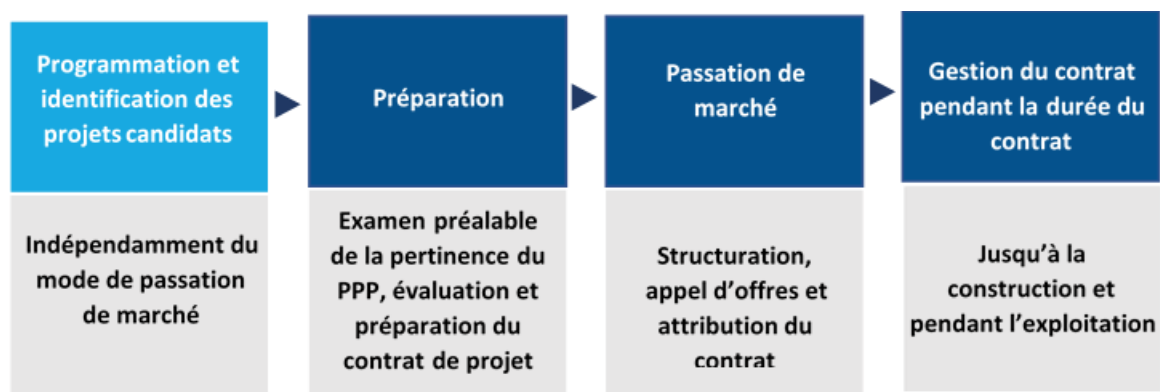 Programmation et
identification des
projets candidats
Indépendamment du
mode de passation
de marché
Préparation
Examen préalable
de la pertinence du
PPP, évaluation et
préparation du
contrat de projet
Passation de
marché
Structuration,
appel d’offres et
attribution du
contrat
Gestion du contrat
pendant la durée du
contrat
Jusqu’à la
construction et
pendant l’exploitation